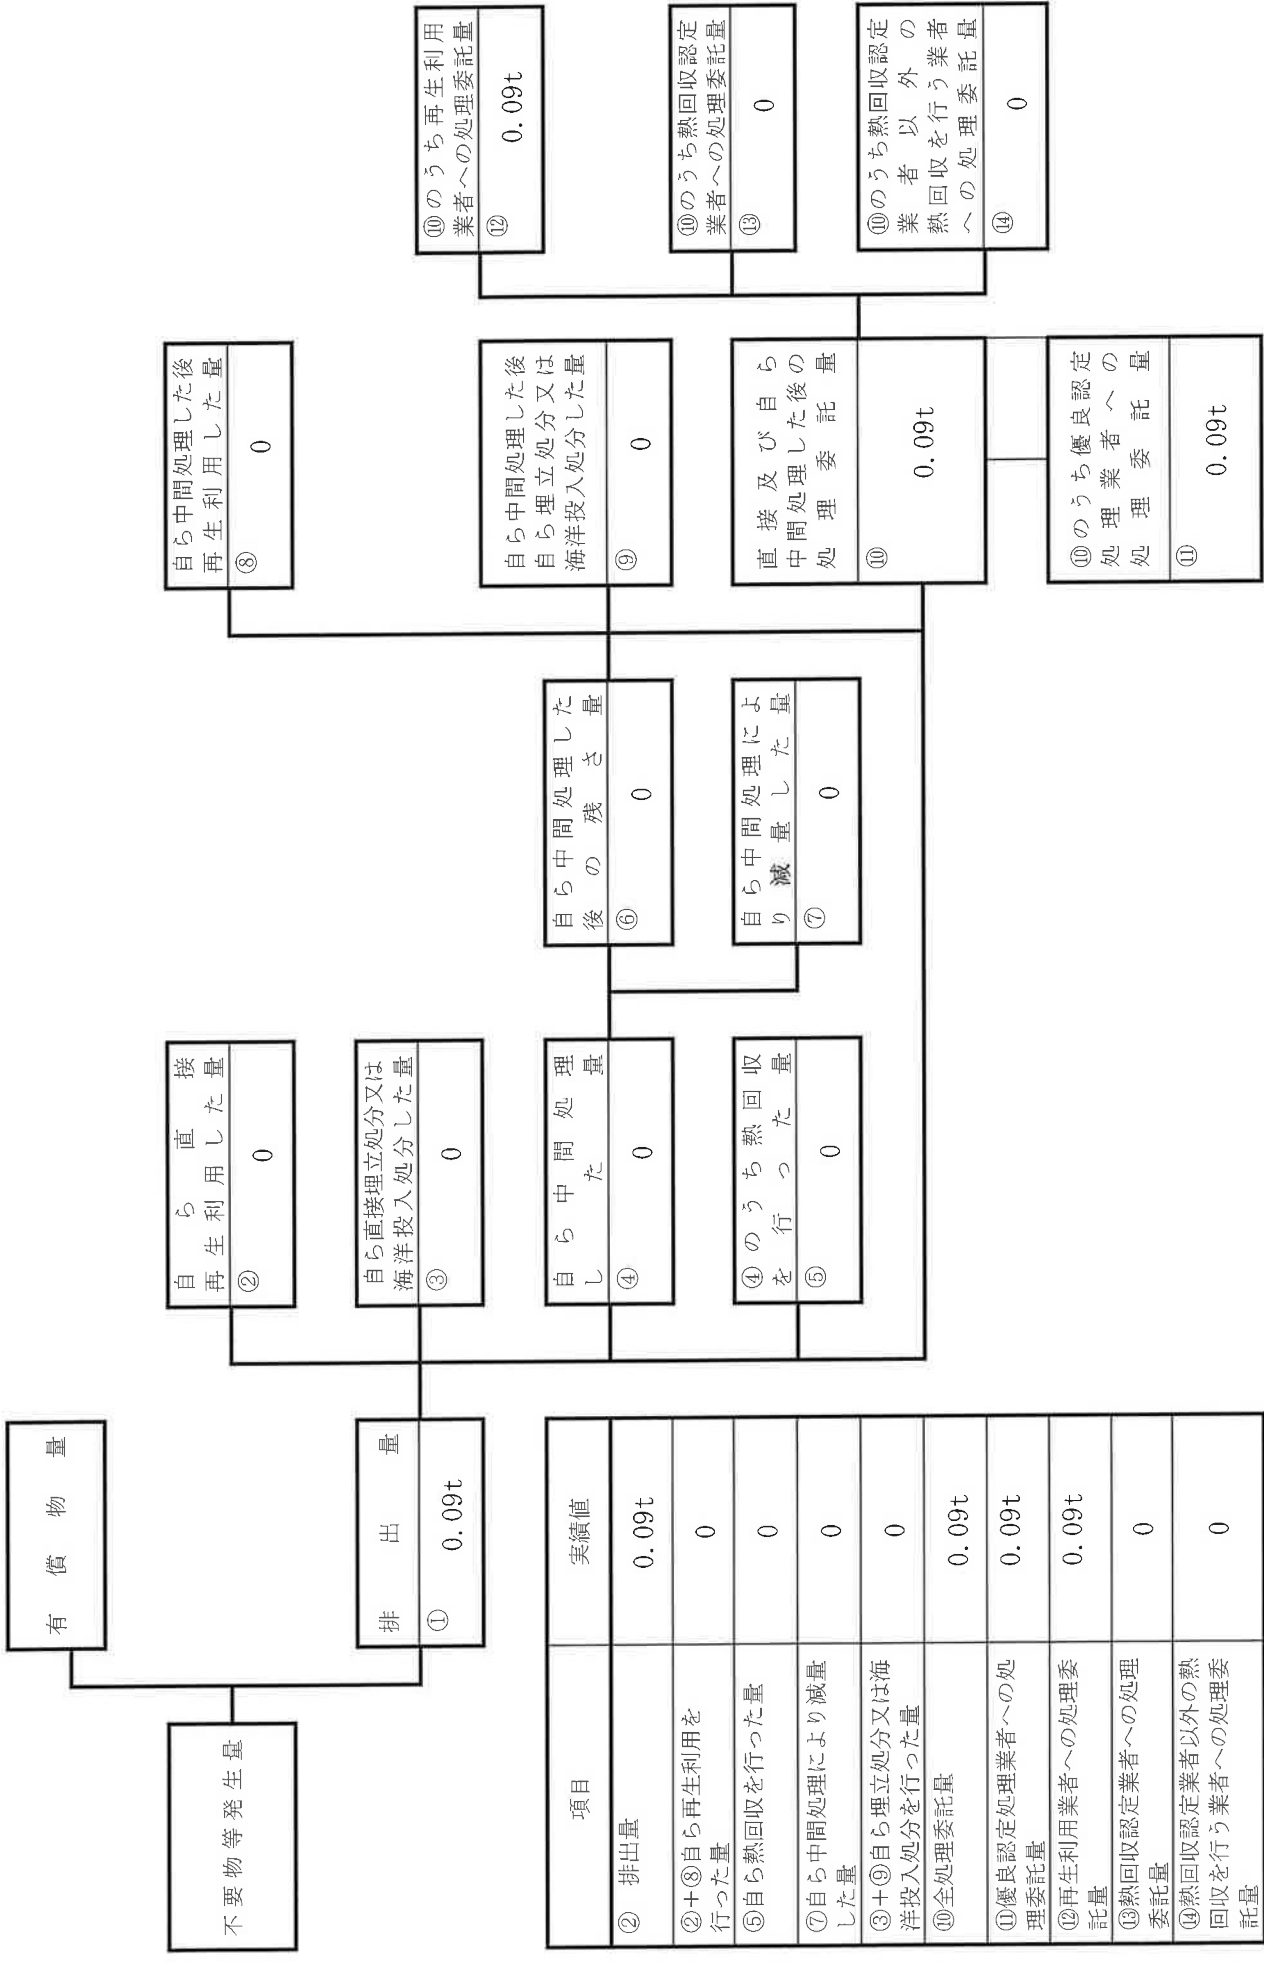 不要物等発生量
有償物量
排出量
①
0.09t
自ら直接
再生利用した量
②
0
自ら直接埋立処分又は
海洋投入処分した量
③
0
自ら中間処理
した量
④
0
④のうち熱回収
を行った量
⑤
0
自ら中間処理した
後の残さ量
⑥
0
自ら中間処理によ
り減量した量
⑦
0
自ら中間処理した後
再生利用した量
⑧
0
自ら中間処理した後
自ら埋立処分又は
海洋投入処分した量
⑨
0
直接及び自ら
中間処理した後の
処理委託量
⑩
0.09t
⑩のうち優良認定
処理業者への
処理委託量
⑪
0.09t
⑩のうち再生利用
業者への処理委託量
⑫
0.09t
⑩のうち熱回収認定
業者への処理委託量
⑬
0
⑩のうち熱回収認定
業者以外の
熱回収を行う業者
への処理委託量
⑭
0
項目 実績値
② 排出量 0.09t
②+⑧自ら再生利用を
行った量 0
⑤自ら熱回収を行った量 0
⑦自ら中間処理により減量
した量 0
③+⑨自ら埋立処分又は海
洋投入処分を行った量 0
⑩全処理委託量 0.09t
⑪優良認定処理業者への処
理委託量 0.09t
⑫再生利用業者への処理委
託量 0.09t
⑬熱回収認定業者への処理
委託量 0
⑭熱回収認定業者以外の熱
回収を行う業者への処理委
託量 0